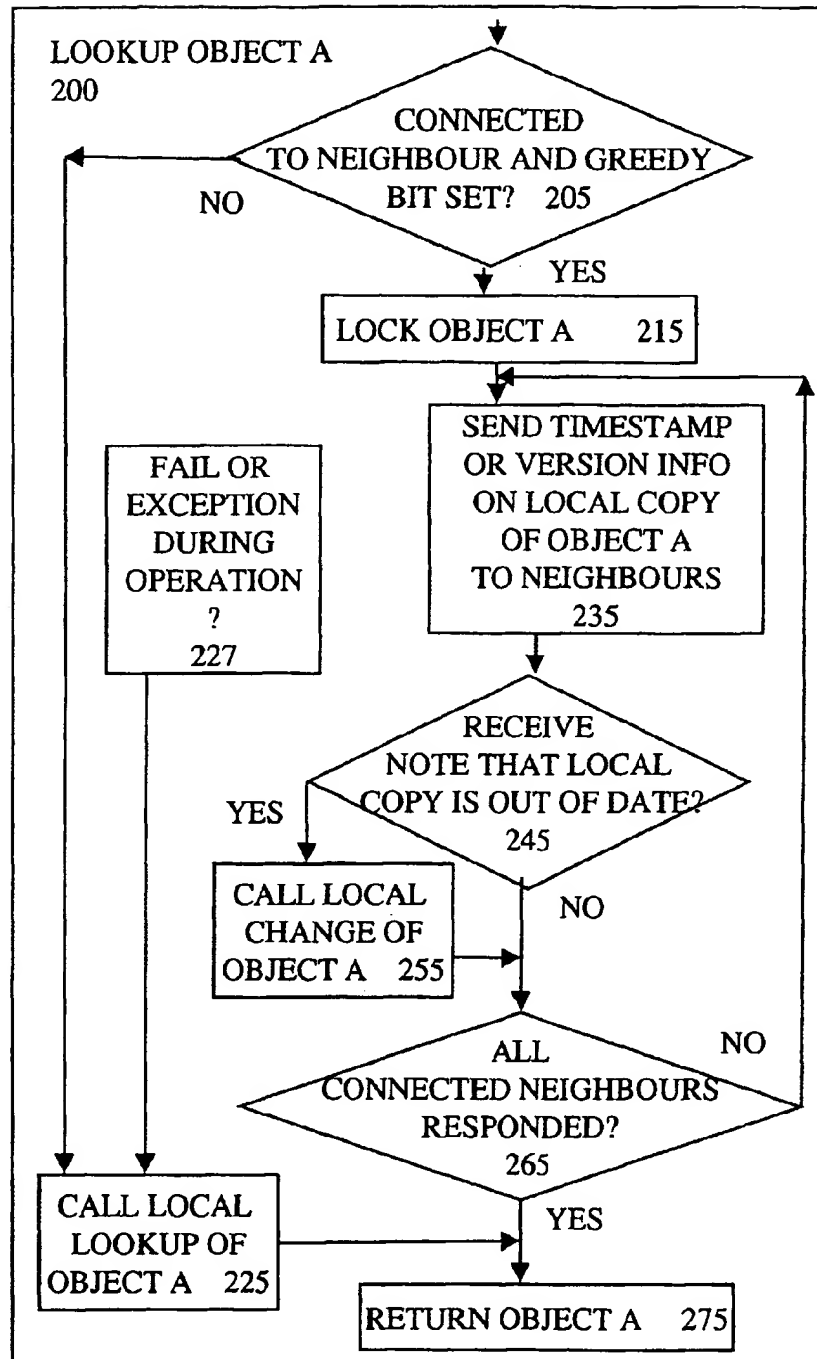 LOOKUP OBJECT A
200
CONNECTED
TO NEIGHBOUR AND GREEDY
BIT SET? 205
NO
YES
LOCK OBJECT A 215
SEND TIMESTAMP
OR VERSION INFO
ON LOCAL COPY
OF OBJECT A
TO NEIGHBOURS
235
FAIL OR
EXCEPTION
DURING
OPERATION
?
227
RECEIVE
NOTE THAT LOCAL
COPY IS OUT OF DATE?
245
YES
NO
CALL LOCAL
CHANGE OF
OBJECT A 255
ALL
CONNECTED NEIGHBOURS
RESPONDED?
265
NO
YES
CALL LOCAL
LOOKUP OF
OBJECT A 225
RETURN OBJECT A 275